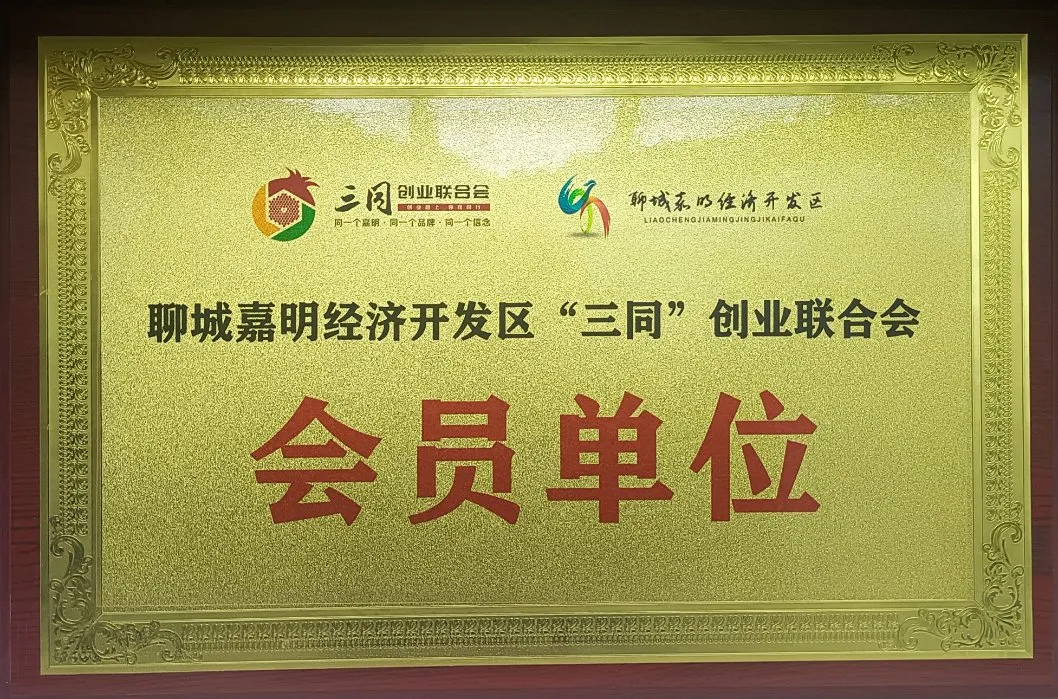 三同 创业联合会
同一个嘉明·同一个品牌·同一个信念
聊城嘉明经济开发区
LIAOCHENGJIAMINGJINGJIKAIFAQU
聊城嘉明经济开发区“三同”创业联合会
会员单位